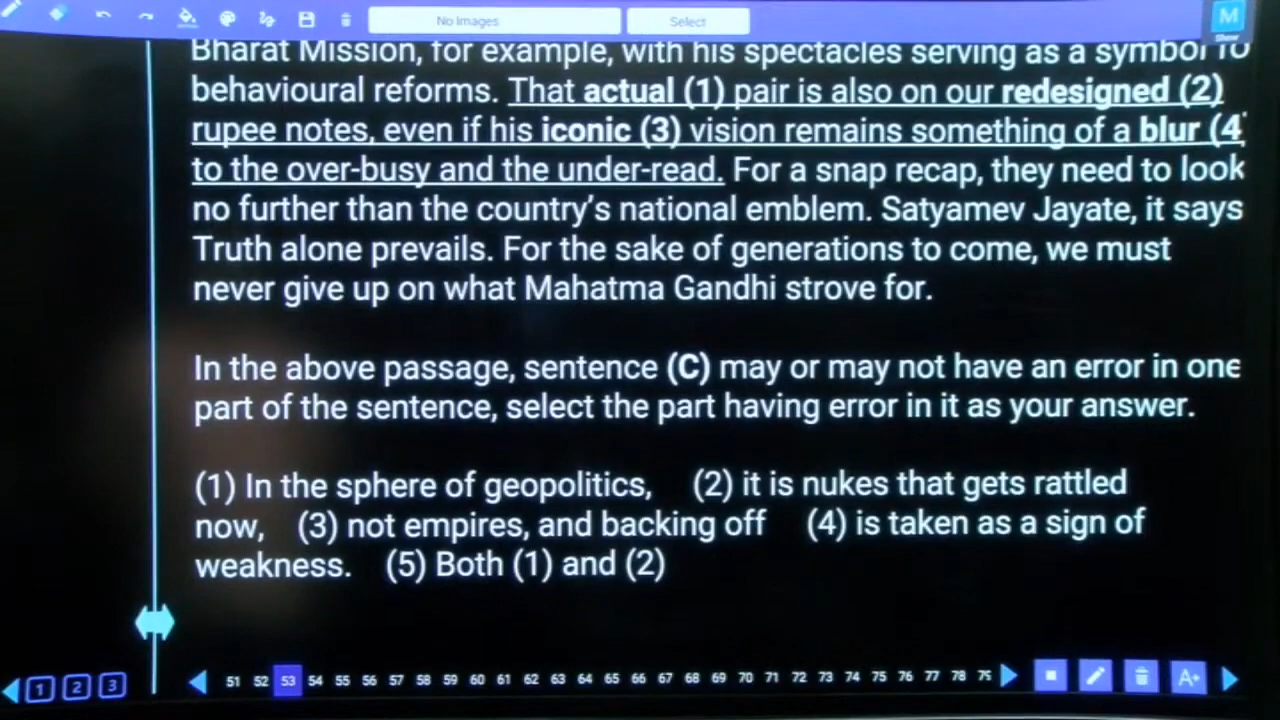 No Images
Select
M
Show
Bharat Mission, for example, with his spectacles serving as a symbol
behavioural reforms. That actual (1) pair is also on our redesigned (2)
rupee notes, even if his iconic (3) vision remains something of a blur (4
to the over-busy and the under-read. For a snap recap, they need to look
no further than the country's national emblem. Satyamev Jayate, it says
Truth alone prevails. For the sake of generations to come, we must
never give up on what Mahatma Gandhi strove for.
In the above passage, sentence (C) may or may not have an error in one
part of the sentence, select the part having error in it as your answer.
(1) In the sphere of geopolitics, (2) it is nukes that gets rattled
now, (3) not empires, and backing off (4) is taken as a sign of
weakness. (5) Both (1) and (2)
1 2 3 51 52 53 54 55 56 57 58 59 60 61 62 63 64 65 66 67 68 69 70 71 72 73 74 75 76 77 78 79 A+